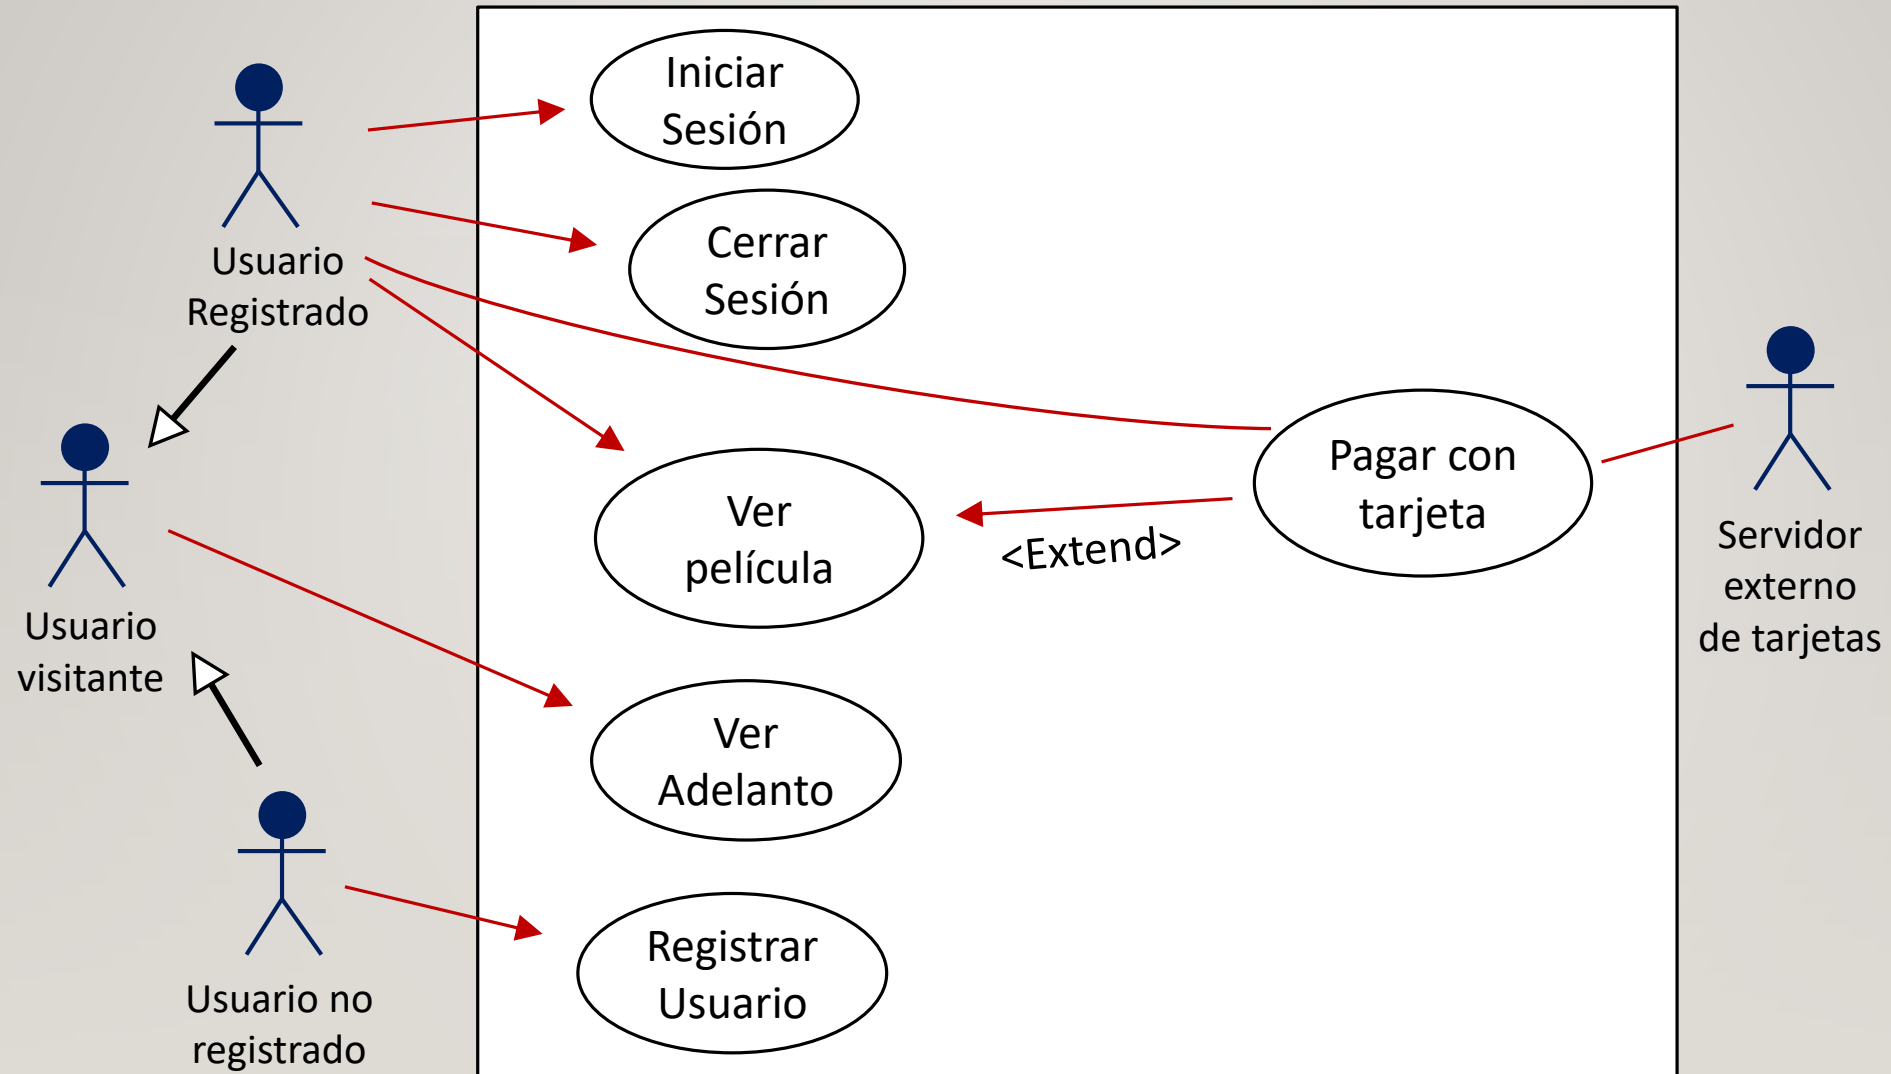 Iniciar
Sesión
Cerrar
Sesión
Usuario
Registrado
Pagar con
tarjeta
Ver
película
<Extend>
Servidor
externo
de tarjetas
Usuario
visitante
Ver
Adelanto
Registrar
Usuario
Usuario no
registrado